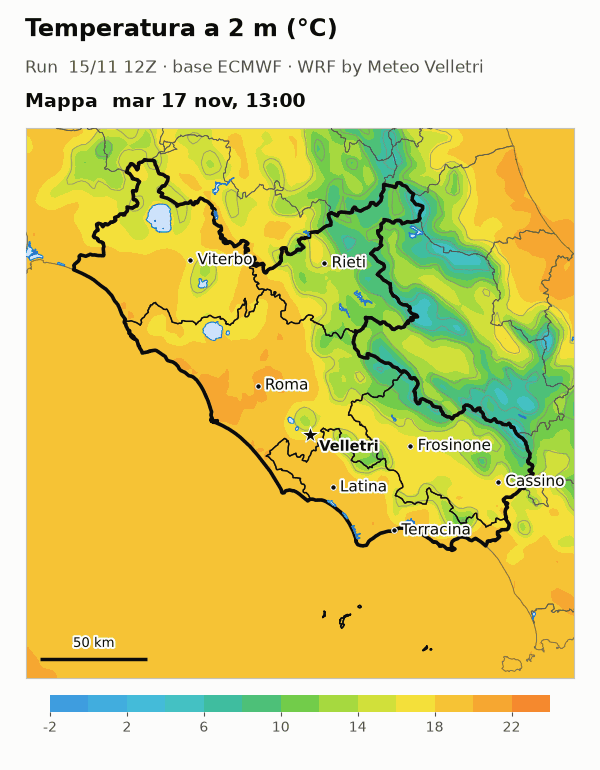 Temperatura a 2 m (°C)
Run  15/11 12Z · base ECMWF · WRF by Meteo Velletri
Mappa  mar 17 nov, 13:00
Viterbo
Rieti
Roma
Velletri
Frosinone
Cassino
Latina
Terracina
50 km
-2 2 6 10 14 18 22